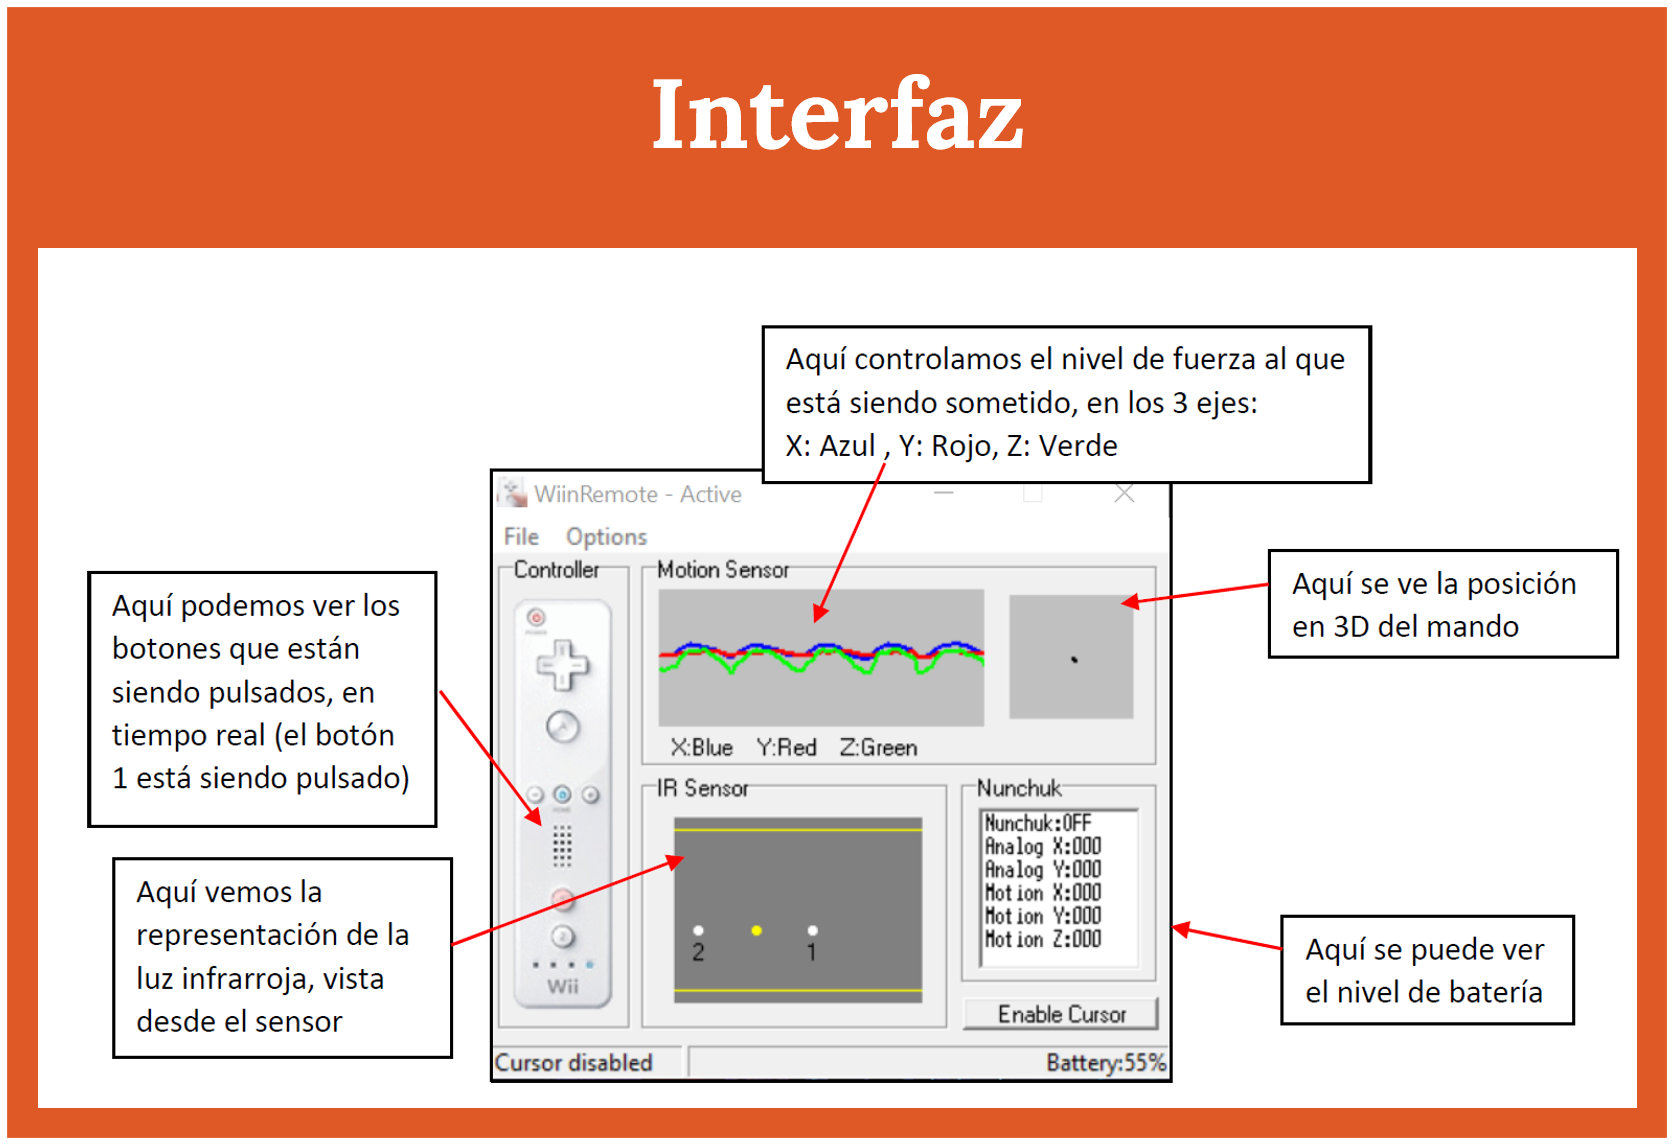 Interfaz
Aquí controlamos el nivel de fuerza al que
está siendo sometido, en los 3 ejes:
X: Azul , Y: Rojo, Z: Verde
WiinRemote - Active
File Options
Aquí podemos ver los
botones que están
siendo pulsados, en
tiempo real (el botón
1 está siendo pulsado)
Aquí vemos la
representación de la
luz infrarroja, vista
desde el sensor
Controller
POWER
HOME
Wii
Motion Sensor
X:Blue Y:Red Z:Green
Aquí se ve la posición
en 3D del mando
IR Sensor
2 1
Nunchuk
Nunchuk:OFF
Analog X:000
Analog Y:000
Motion X:000
Motion Y:000
Motion Z:000
Aquí se puede ver
el nivel de batería
Enable Cursor
Cursor disabled
Battery:55%